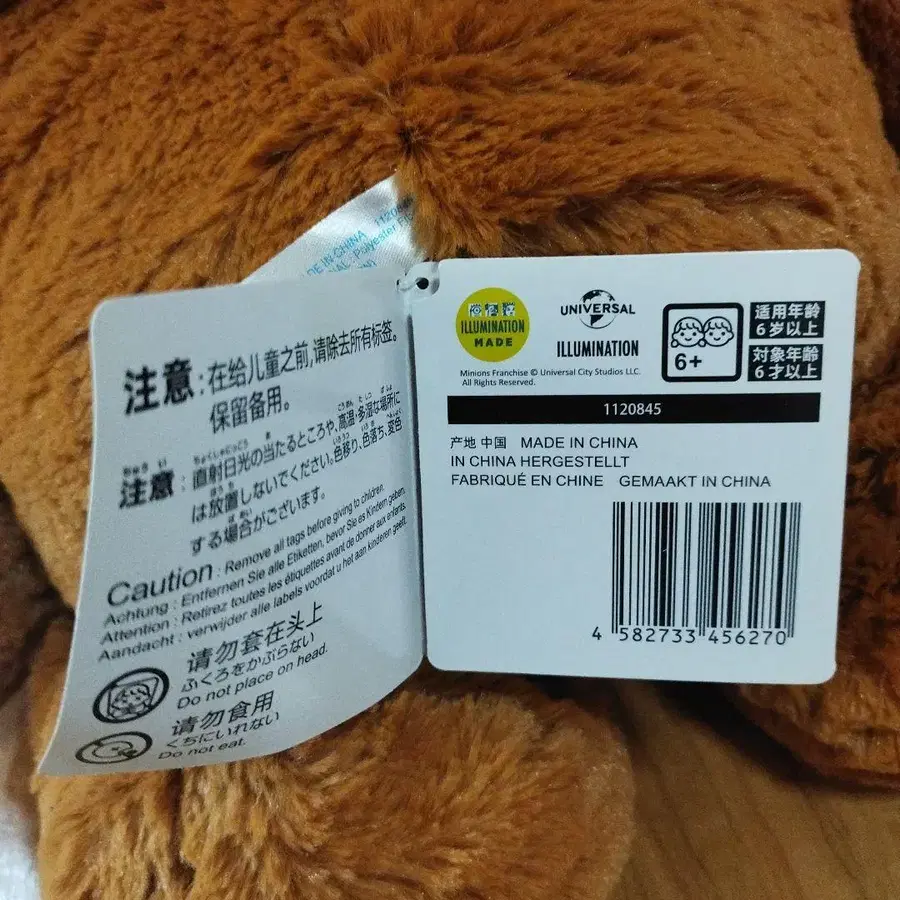 MADE IN CHINA 1120
Polyester
注意:在给儿童之前,请除去所有标签。
保留备用。
注意:直射日光の当たるところや、高温・多湿な場所に
は放置しないでください。色移り、色落ち、変色
する場合がございます。
Caution : Remove all tags before giving to children.
Achtung : Entfernen Sie alle Etiketten, bevor Sie es Kindern geben.
Attention : Retirez toutes les étiquettes avant de donner aux enfants.
Aandacht : verwijder alle labels voordat u het aan kinderen geeft.
请勿套在头上
ふくろをかぶらない
Do not place on head.
请勿食用
くちにいれない
Do not eat.
ILLUMINATION
MADE
UNIVERSAL
ILLUMINATION
Minions Franchise © Universal City Studios LLC.
All Rights Reserved.
6+
适用年龄
6岁以上
対象年齢
6才以上
1120845
产地 中国 MADE IN CHINA
IN CHINA HERGESTELLT
FABRIQUÉ EN CHINE GEMAAKT IN CHINA
4 582733 456270